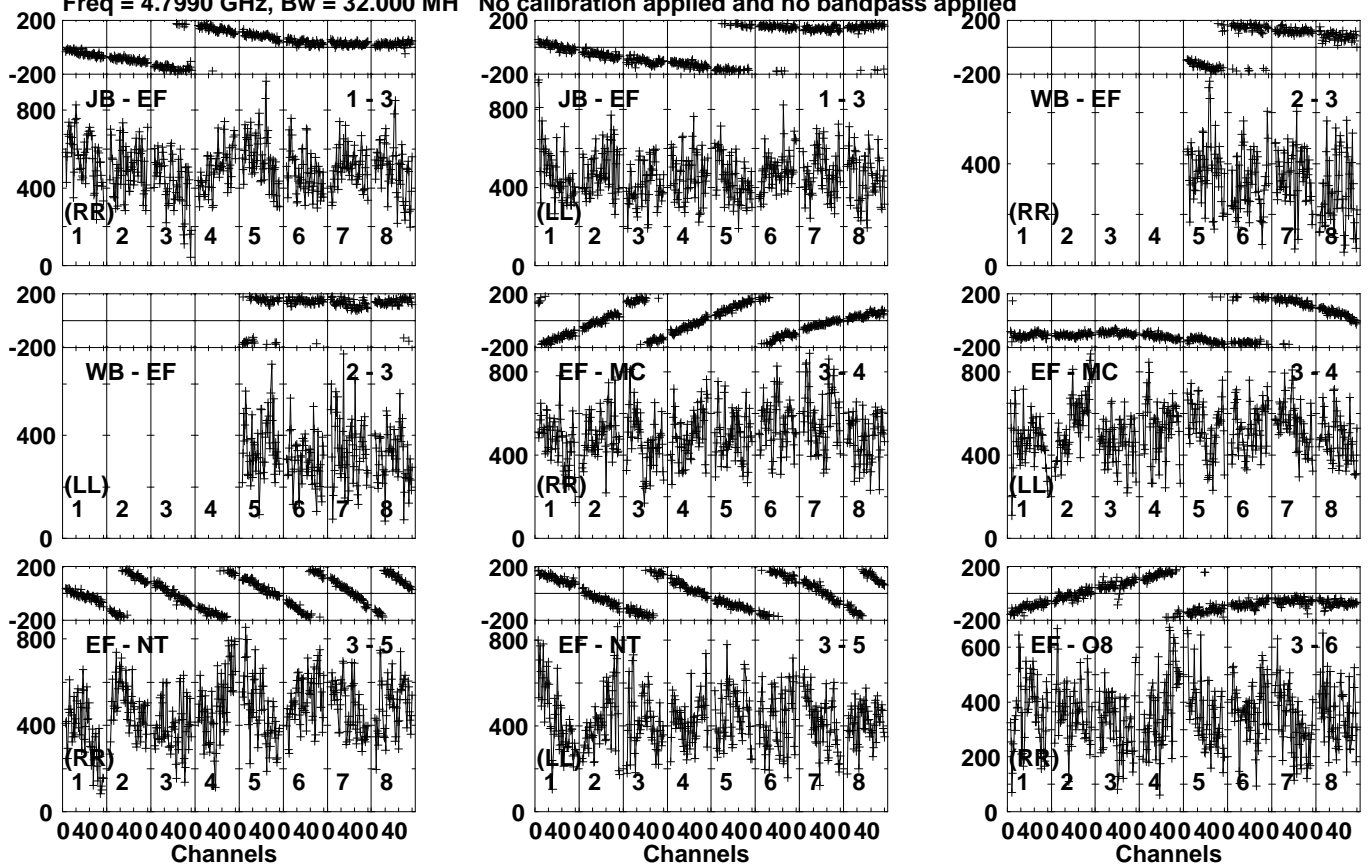 Freq = 4.7990 GHz, Bw = 32.000 MH No calibration applied and no bandpass applied
200 200 200
-200 -200 -200
JB - EF 1 - 3 JB - EF 1 - 3 WB - EF 2 - 3
800 800
400 400 400
(RR) (LL) (RR)
1 2 3 4 5 6 7 8 1 2 3 4 5 6 7 8 1 2 3 4 5 6 7 8
0 0 0
200 200 200
-200 -200 -200
WB - EF 2 - 3 EF - MC 3 - 4 EF - MC 3 - 4
800 800
400 400 400
(LL) (RR) (LL)
1 2 3 4 5 6 7 8 1 2 3 4 5 6 7 8 1 2 3 4 5 6 7 8
0 0 0
200 200 200
-200 -200 -200
EF - NT 3 - 5 EF - NT 3 - 5 EF - O8 3 - 6
800 800 600
400 400 400
200
(RR) (LL) (RR)
1 2 3 4 5 6 7 8 1 2 3 4 5 6 7 8 1 2 3 4 5 6 7 8
0 0 0
0 40 0 40 0 40 0 40 0 40 0 40 0 40 0 40 0 40 0 40 0 40 0 40 0 40 0 40 0 40 0 40 0 40 0 40 0 40 0 40 0 40 0 40 0 40 0 40
Channels Channels Channels